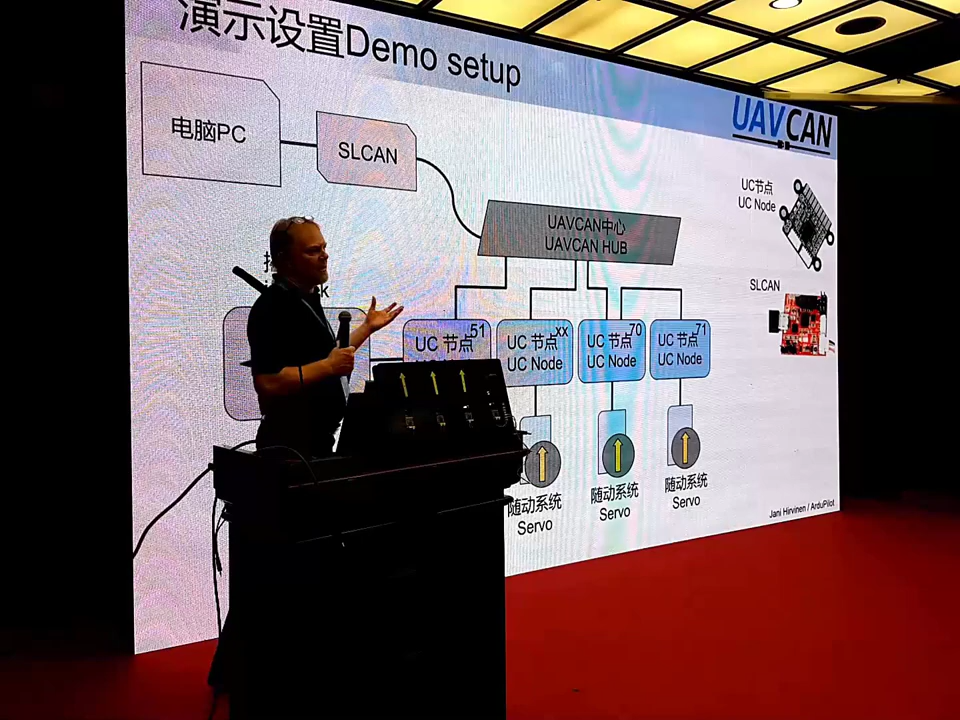 演示设置Demo setup
UAVCAN
电脑PC
SLCAN
UC节点
UC Node
UAVCAN中心
UAVCAN HUB
SLCAN
51
UC 节点
xx
UC 节点
UC Node
70
UC 节点
UC Node
71
UC 节点
UC Node
随动系统
Servo
随动系统
Servo
随动系统
Servo
Jani Hirvinen / ArduPilot